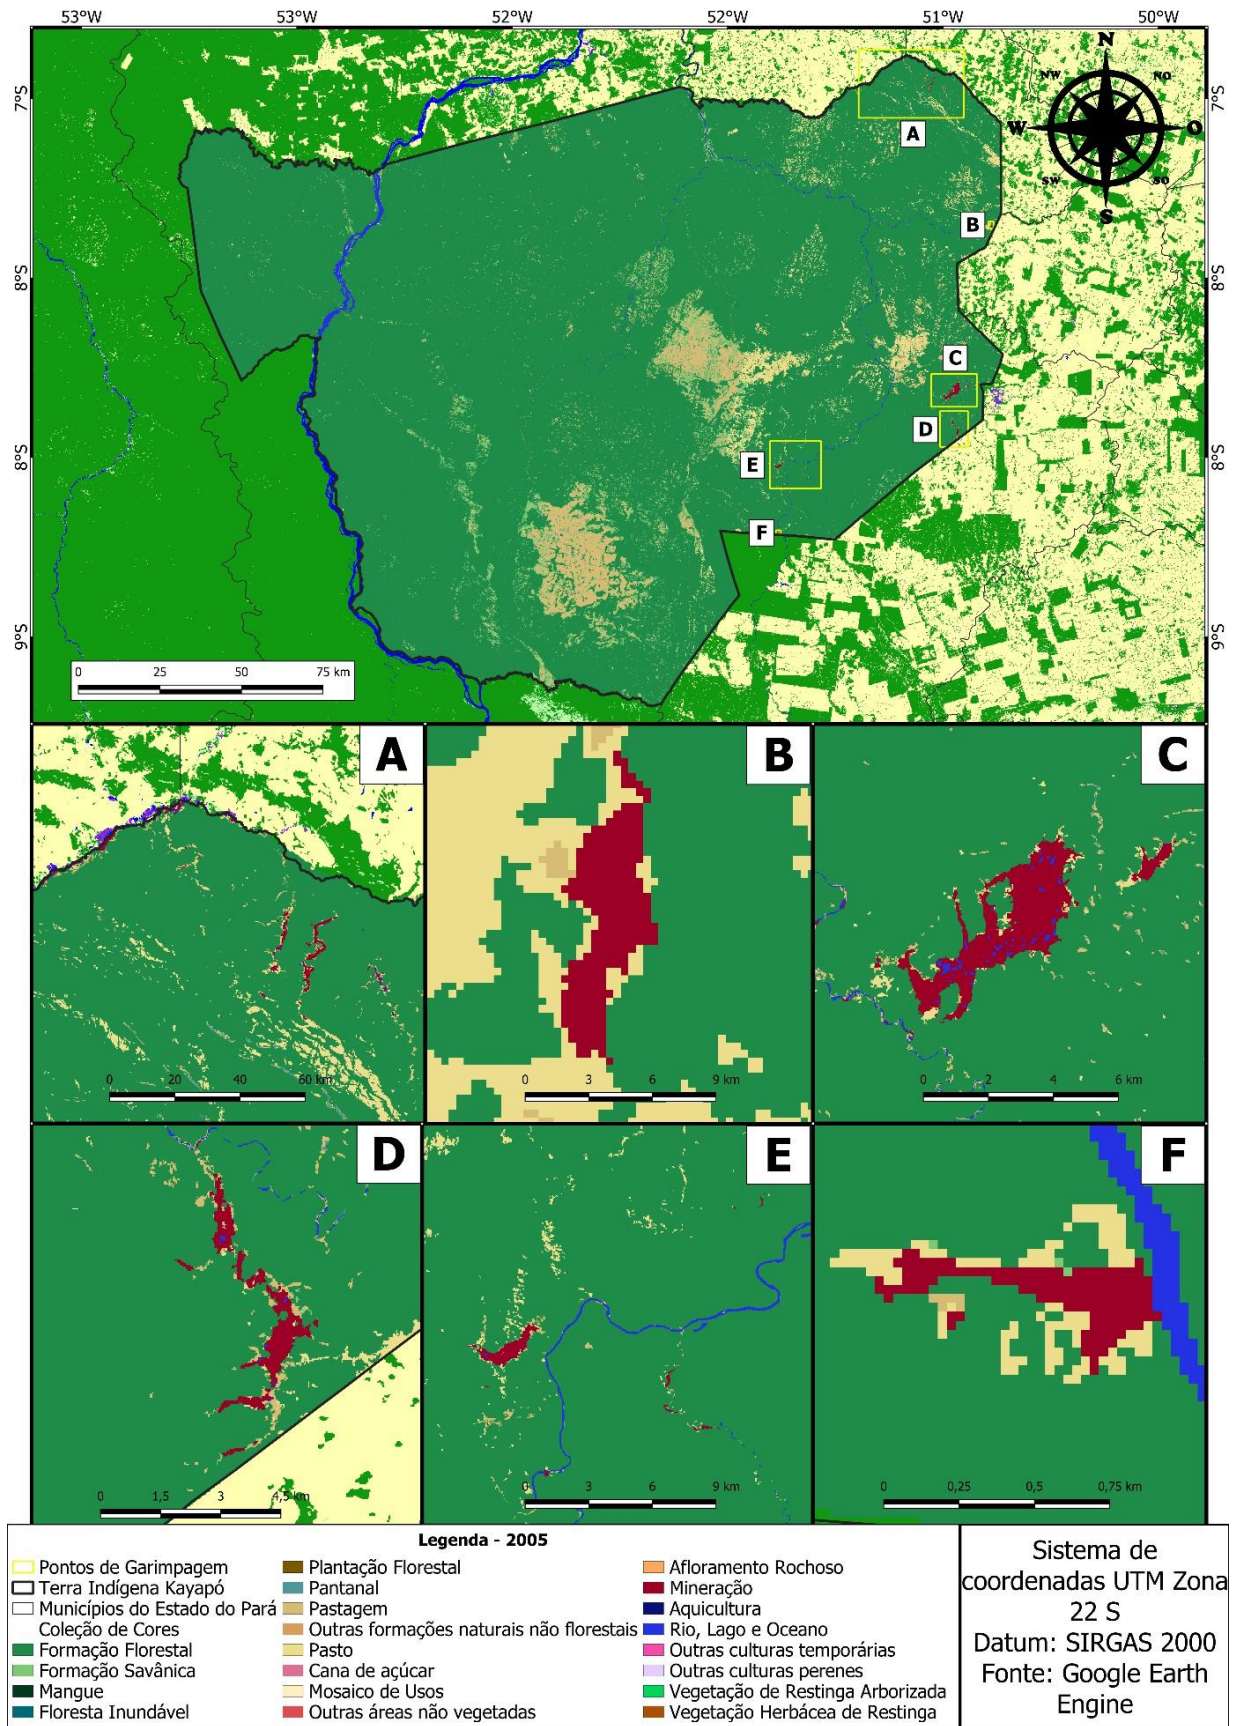 53°W 53°W 52°W 52°W 51°W 50°W
N
NW NO
W O
SW SO
S
7°S 7°S
A
B
8°S 8°S
C
D
E
8°S 8°S
F
9°S 9°S
0 25 50 75 km
A
0 20 40 60 km
B
0 3 6 9 km
C
0 2 4 6 km
D
0 1,5 3 4,5 km
E
0 3 6 9 km
F
0 0,25 0,5 0,75 km
Legenda - 2005
Pontos de Garimpagem
Terra Indígena Kayapó
Municípios do Estado do Pará
Coleção de Cores
Formação Florestal
Formação Savânica
Mangue
Floresta Inundável
Plantação Florestal
Pantanal
Pastagem
Outras formações naturais não florestais
Pasto
Cana de açúcar
Mosaico de Usos
Outras áreas não vegetadas
Afloramento Rochoso
Mineração
Aquicultura
Rio, Lago e Oceano
Outras culturas temporárias
Outras culturas perenes
Vegetação de Restinga Arborizada
Vegetação Herbácea de Restinga
Sistema de
coordenadas UTM Zona
22 S
Datum: SIRGAS 2000
Fonte: Google Earth
Engine